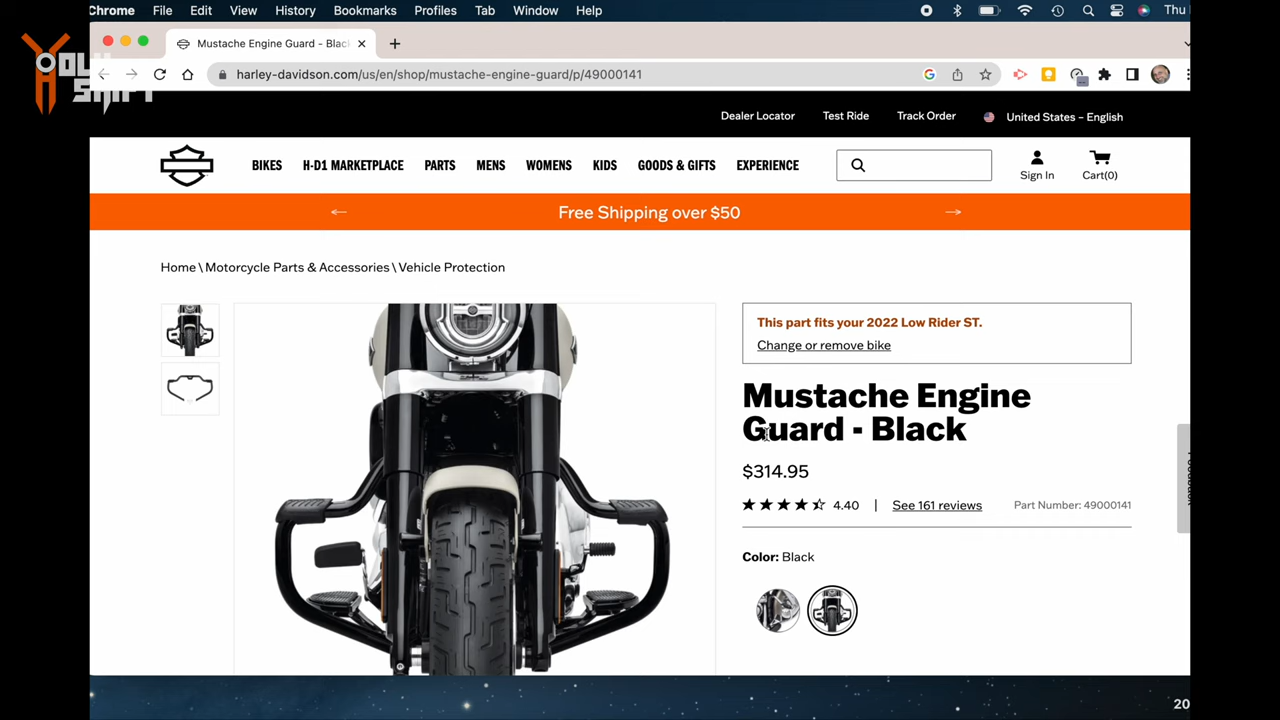 Chrome File Edit View History Bookmarks Profiles Tab Window Help Thu
Mustache Engine Guard - Blac
harley-davidson.com/us/en/shop/mustache-engine-guard/p/49000141
HOLY
SHIFT
Dealer Locator Test Ride Track Order United States – English
BIKES H-D1 MARKETPLACE PARTS MENS WOMENS KIDS GOODS & GIFTS EXPERIENCE
Sign In Cart(0)
Free Shipping over $50
Home \ Motorcycle Parts & Accessories \ Vehicle Protection
This part fits your 2022 Low Rider ST.
Change or remove bike
Mustache Engine
Guard - Black
$314.95
4.40 | See 161 reviews Part Number: 49000141
Color: Black
20